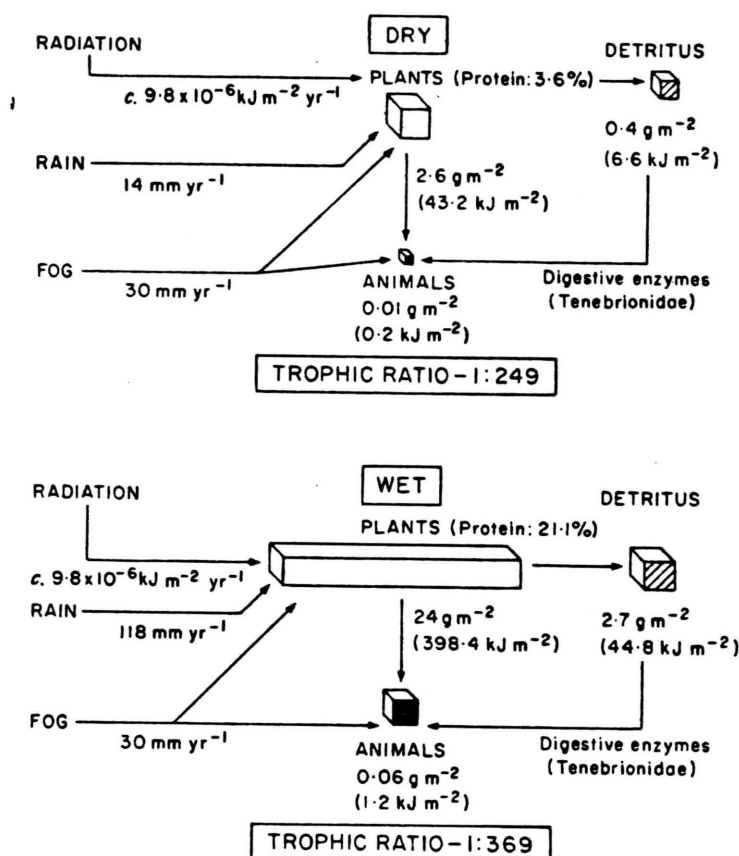 DRY
RADIATION
DETRITUS
PLANTS (Protein: 3·6%)
c. 9·8x10⁻⁶ kJ m⁻² yr⁻¹
0·4 g m⁻²
(6·6 kJ m⁻²)
RAIN
14 mm yr⁻¹
2·6 g m⁻²
(43·2 kJ m⁻²)
FOG
30 mm yr⁻¹
ANIMALS
0·01 g m⁻²
(0·2 kJ m⁻²)
Digestive enzymes
(Tenebrionidae)
TROPHIC RATIO – 1:249
WET
RADIATION
DETRITUS
PLANTS (Protein: 21·1%)
c. 9·8x10⁻⁶ kJ m⁻² yr⁻¹
RAIN
118 mm yr⁻¹
24 g m⁻²
(398·4 kJ m⁻²)
2·7 g m⁻²
(44·8 kJ m⁻²)
FOG
30 mm yr⁻¹
ANIMALS
0·06 g m⁻²
(1·2 kJ m⁻²)
Digestive enzymes
(Tenebrionidae)
TROPHIC RATIO – 1:369